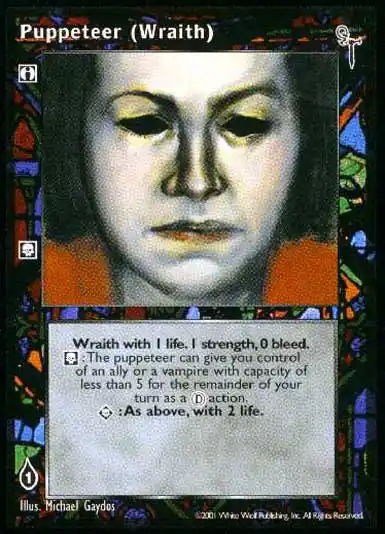 Puppeteer (Wraith)
Wraith with 1 life. 1 strength, 0 bleed.
:The puppeteer can give you control
of an ally or a vampire with capacity of
less than 5 for the remainder of your
turn as a D action.
:As above, with 2 life.
1
Illus. Michael Gaydos
©2001 White Wolf Publishing, Inc. All Rights Reserved.